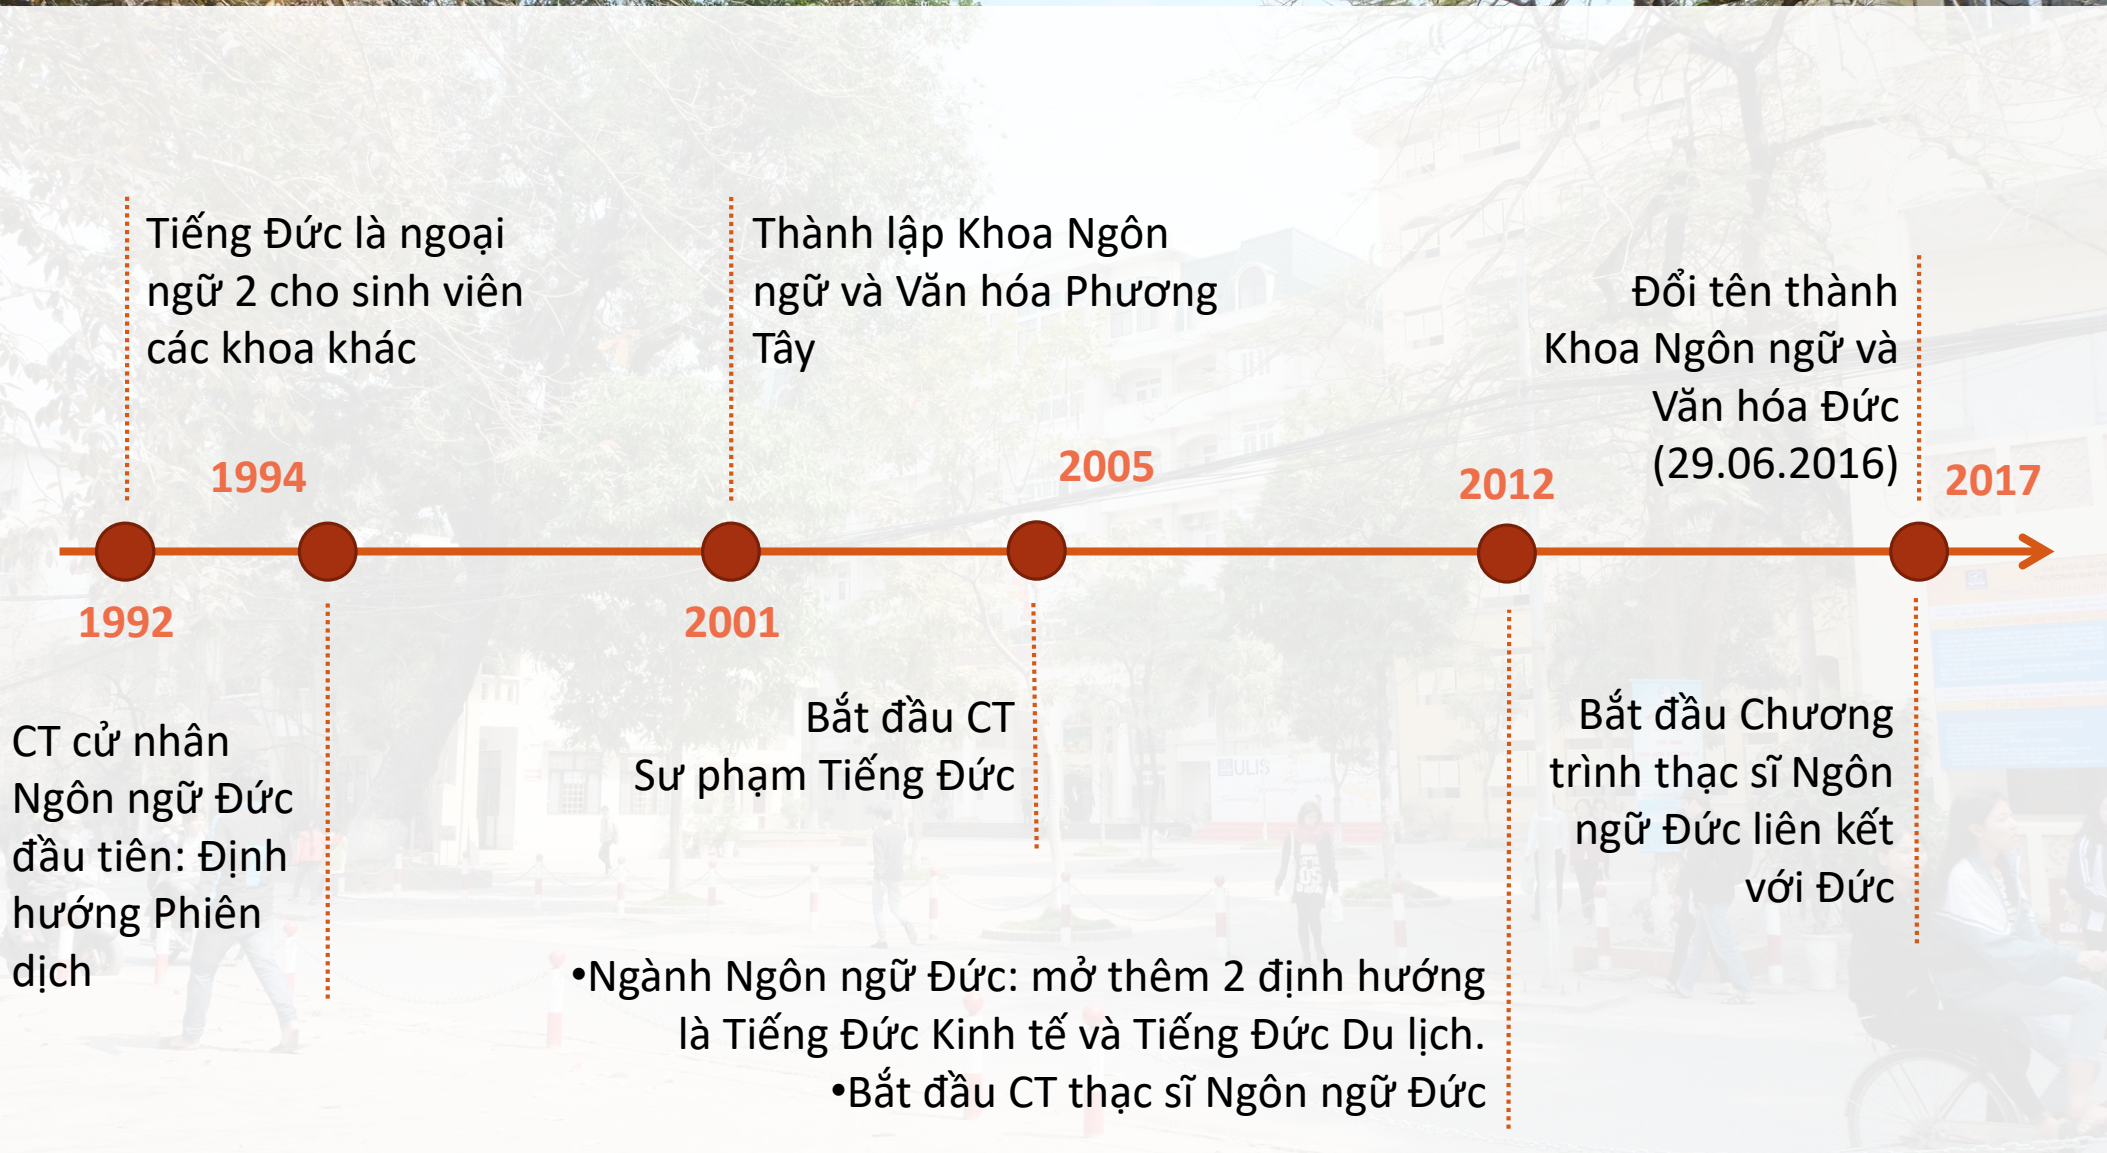 Tiếng Đức là ngoại
ngữ 2 cho sinh viên
các khoa khác
Thành lập Khoa Ngôn
ngữ và Văn hóa Phương
Tây
Đổi tên thành
Khoa Ngôn ngữ và
Văn hóa Đức
(29.06.2016)
1994
2005
2012
2017
1992
2001
CT cử nhân
Ngôn ngữ Đức
đầu tiên: Định
hướng Phiên
dịch
Bắt đầu CT
Sư phạm Tiếng Đức
Bắt đầu Chương
trình thạc sĩ Ngôn
ngữ Đức liên kết
với Đức
•Ngành Ngôn ngữ Đức: mở thêm 2 định hướng
là Tiếng Đức Kinh tế và Tiếng Đức Du lịch.
•Bắt đầu CT thạc sĩ Ngôn ngữ Đức
ULIS